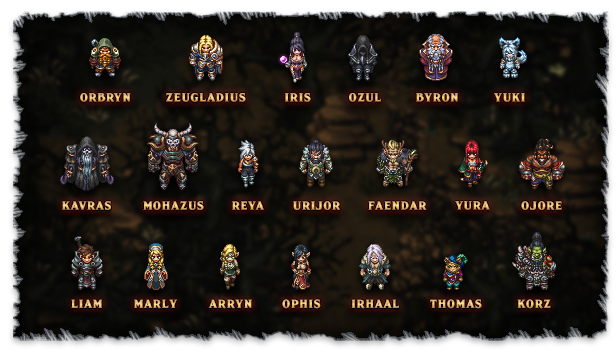 ORBRYN ZEUGLADIUS IRIS OZUL BYRON YUKI
KAVRAS MOHAZUS REYA URIJOR FAENDAR YURA OJORE
LIAM MARLY ARRYN OPHIS IRHAAL THOMAS KORZ